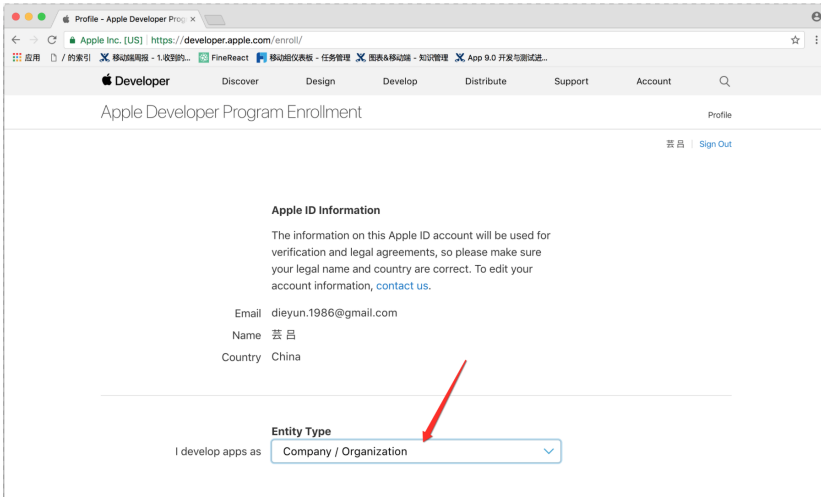 Profile - Apple Developer Prog
Apple Inc. [US] https://developer.apple.com/enroll/
应用 / 的索引 移动端周报 - 1.收到的... FineReact 移动组仪表板 - 任务管理 图表&移动端 - 知识管理 App 9.0 开发与测试进...
Developer Discover Design Develop Distribute Support Account
Apple Developer Program Enrollment Profile
芸 吕 Sign Out
Apple ID Information
The information on this Apple ID account will be used for
verification and legal agreements, so please make sure
your legal name and country are correct. To edit your
account information, contact us.
Email dieyun.1986@gmail.com
Name 芸 吕
Country China
Entity Type
I develop apps as Company / Organization